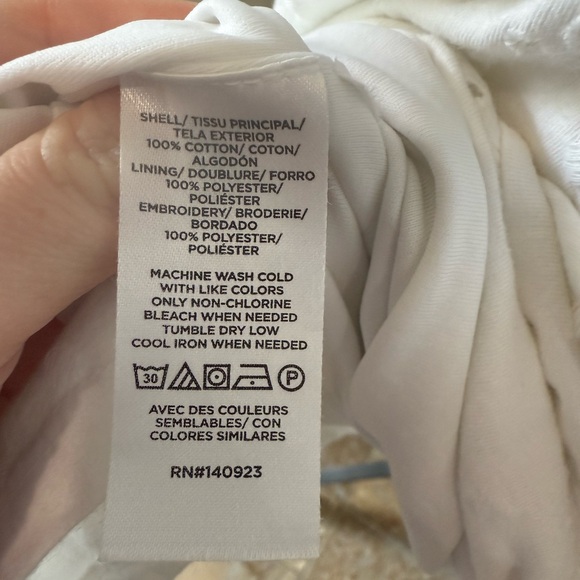 SHELL/ TISSU PRINCIPAL/
TELA EXTERIOR
100% COTTON/ COTON/
ALGODÓN
LINING/ DOUBLURE/ FORRO
100% POLYESTER/
POLIÉSTER
EMBROIDERY/ BRODERIE/
BORDADO
100% POLYESTER/
POLIÉSTER
MACHINE WASH COLD
WITH LIKE COLORS
ONLY NON-CHLORINE
BLEACH WHEN NEEDED
TUMBLE DRY LOW
COOL IRON WHEN NEEDED
30 P
AVEC DES COULEURS
SEMBLABLES/ CON
COLORES SIMILARES
RN#140923